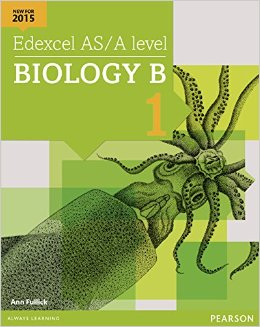 NEW FOR
2015
Edexcel AS/A level
BIOLOGY B
1
Ann Fullick
ALWAYS LEARNING
PEARSON